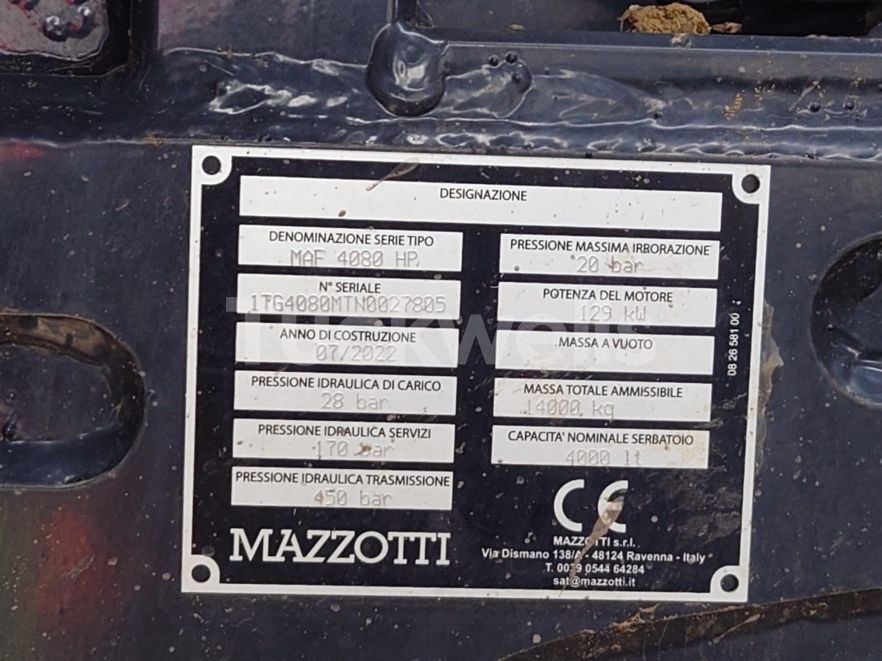 DESIGNAZIONE
DENOMINAZIONE SERIE TIPO
MAF 4080 HP
N° SERIALE
1TG4080MTN0027805
ANNO DI COSTRUZIONE
07/2022
PRESSIONE IDRAULICA DI CARICO
28 bar
PRESSIONE IDRAULICA SERVIZI
170 bar
PRESSIONE IDRAULICA TRASMISSIONE
450 bar
PRESSIONE MASSIMA IRRORAZIONE
20 bar
POTENZA DEL MOTORE
129 kW
MASSA A VUOTO
MASSA TOTALE AMMISSIBILE
14000 kg
CAPACITA' NOMINALE SERBATOIO
4000 lt
08 26 581 00
CE
MAZZOTTI
MAZZOTTI s.r.l.
Via Dismano 138/A - 48124 Ravenna - Italy
T. 0039 0544 64284
sat@mazzotti.it
Tuckwells